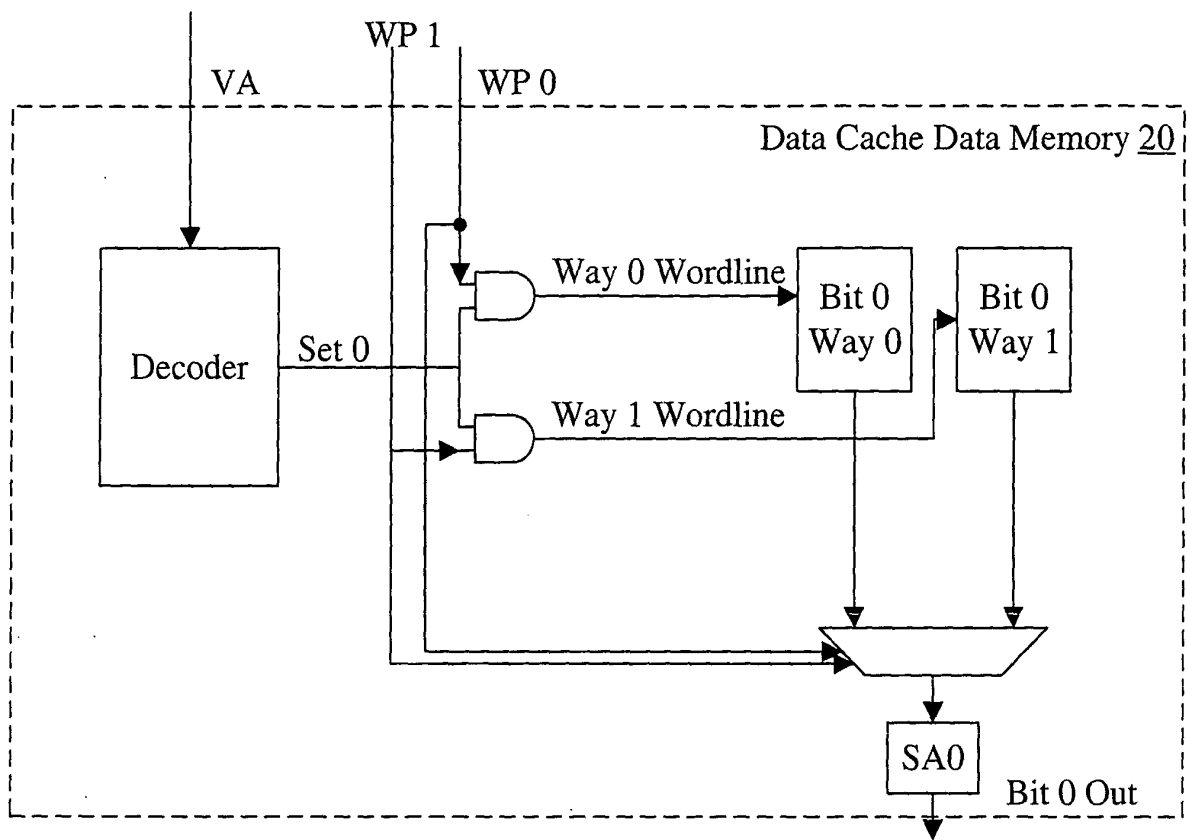 WP 1
VA
WP 0
Data Cache Data Memory 20
Way 0 Wordline
Bit 0
Way 0
Bit 0
Way 1
Set 0
Decoder
Way 1 Wordline
SA0
Bit 0 Out